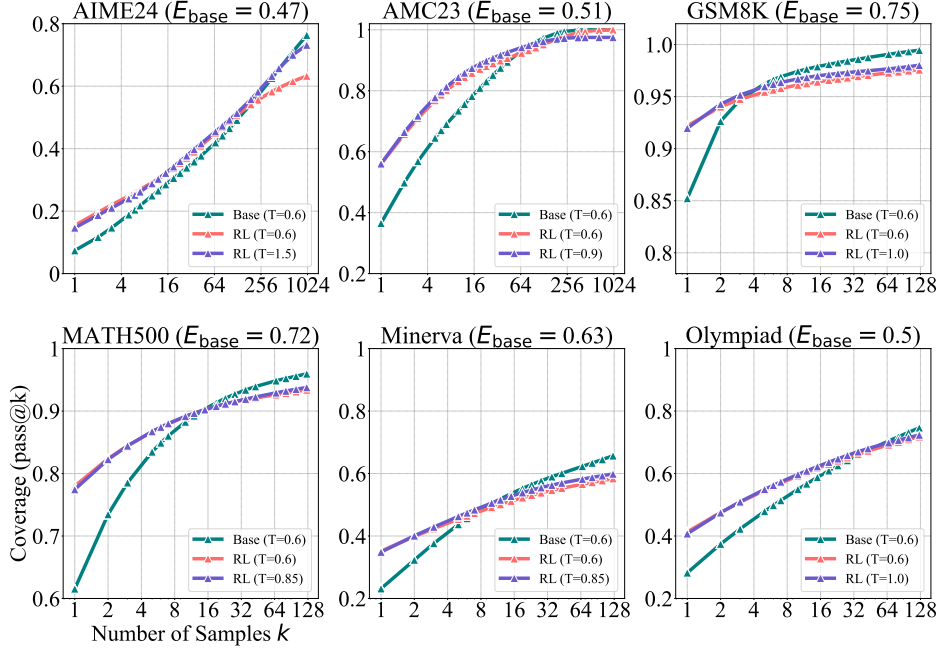 AIME24 (E_base = 0.47)
0.8
0.6
0.4
0.2
0
1 4 16 64 256 1024
Base (T=0.6)
RL (T=0.6)
RL (T=1.5)
AMC23 (E_base = 0.51)
1
0.8
0.6
0.4
0.2
1 4 16 64 256 1024
Base (T=0.6)
RL (T=0.6)
RL (T=0.9)
GSM8K (E_base = 0.75)
1.0
0.95
0.9
0.85
0.8
1 2 4 8 16 32 64 128
Base (T=0.6)
RL (T=0.6)
RL (T=1.0)
Coverage (pass@k)
MATH500 (E_base = 0.72)
1
0.9
0.8
0.7
0.6
1 2 4 8 16 32 64 128
Base (T=0.6)
RL (T=0.6)
RL (T=0.85)
Number of Samples k
Minerva (E_base = 0.63)
1
0.8
0.6
0.4
0.2
1 2 4 8 16 32 64 128
Base (T=0.6)
RL (T=0.6)
RL (T=0.85)
Olympiad (E_base = 0.5)
1
0.8
0.6
0.4
0.2
1 2 4 8 16 32 64 128
Base (T=0.6)
RL (T=0.6)
RL (T=1.0)